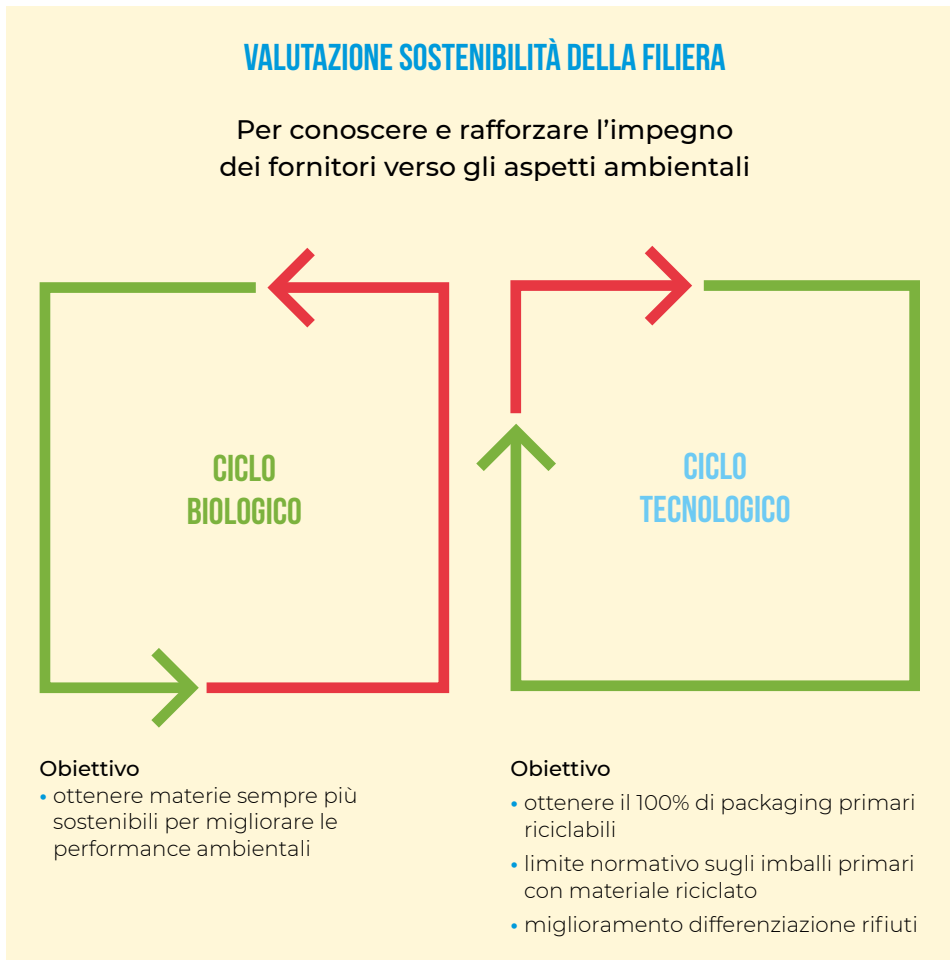 VALUTAZIONE SOSTENIBILITÀ DELLA FILIERA
Per conoscere e rafforzare l'impegno
dei fornitori verso gli aspetti ambientali
CICLO
BIOLOGICO
CICLO
TECNOLOGICO
Obiettivo
• ottenere materie sempre più
sostenibili per migliorare le
performance ambientali
Obiettivo
• ottenere il 100% di packaging primari
riciclabili
• limite normativo sugli imballi primari
con materiale riciclato
• miglioramento differenziazione rifiuti